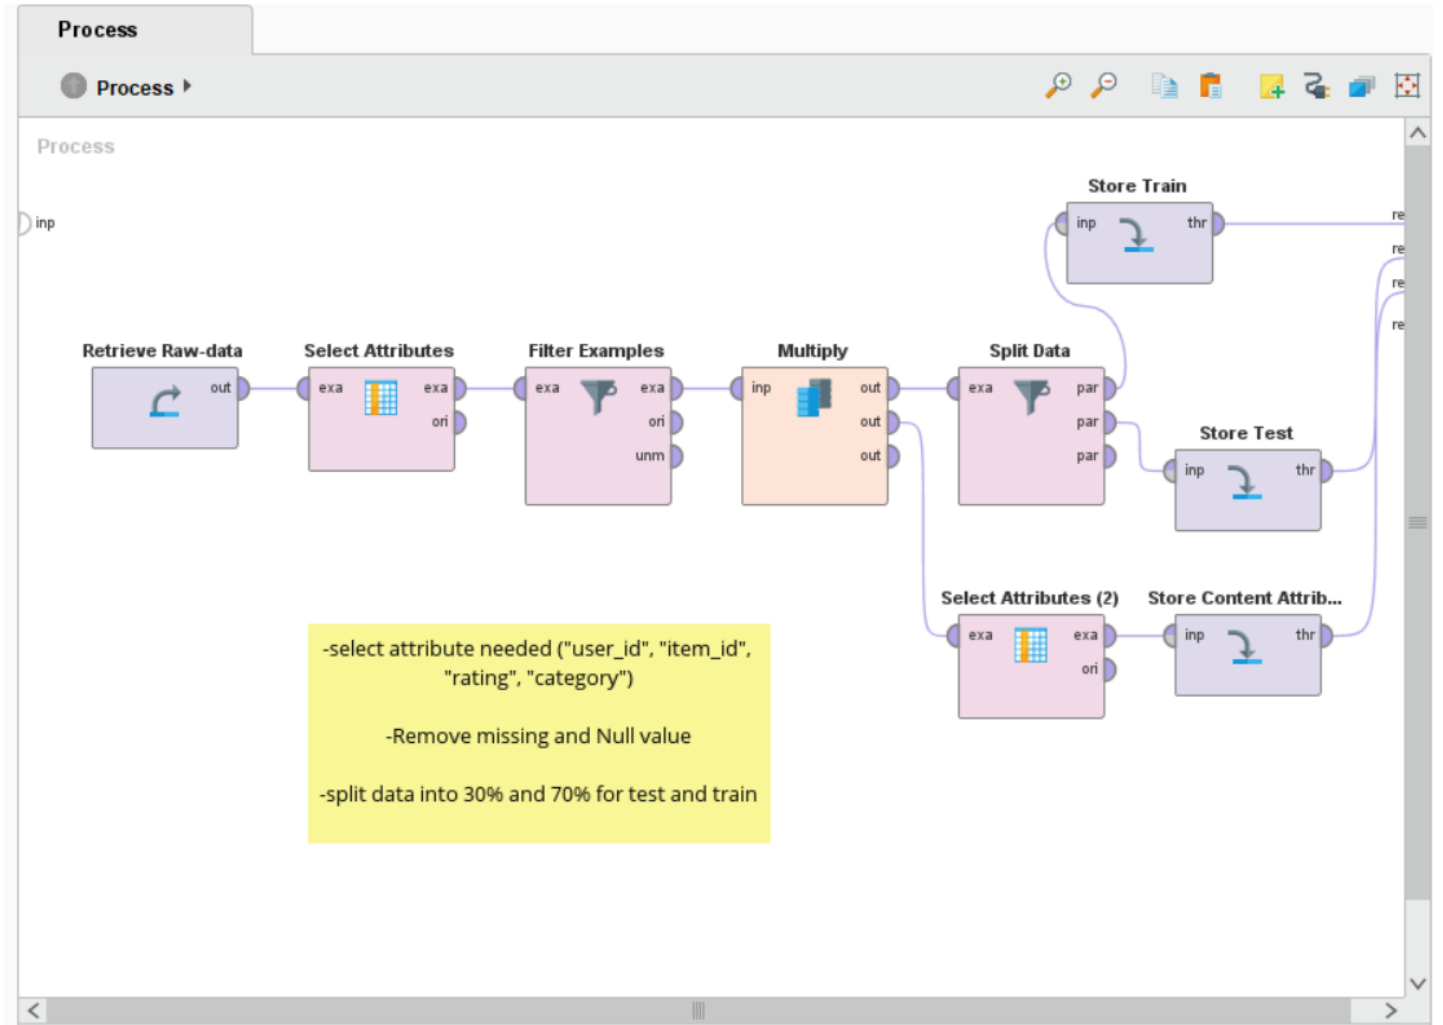 Process
Process
Process
inp
Store Train
inp
thr
re
re
re
re
Retrieve Raw-data
out
Select Attributes
exa
exa
ori
Filter Examples
exa
exa
ori
unm
Multiply
inp
out
out
out
Split Data
exa
par
par
par
Store Test
inp
thr
Select Attributes (2)
exa
exa
ori
Store Content Attrib...
inp
thr
-select attribute needed ("user_id", "item_id",
"rating", "category")
-Remove missing and Null value
-split data into 30% and 70% for test and train